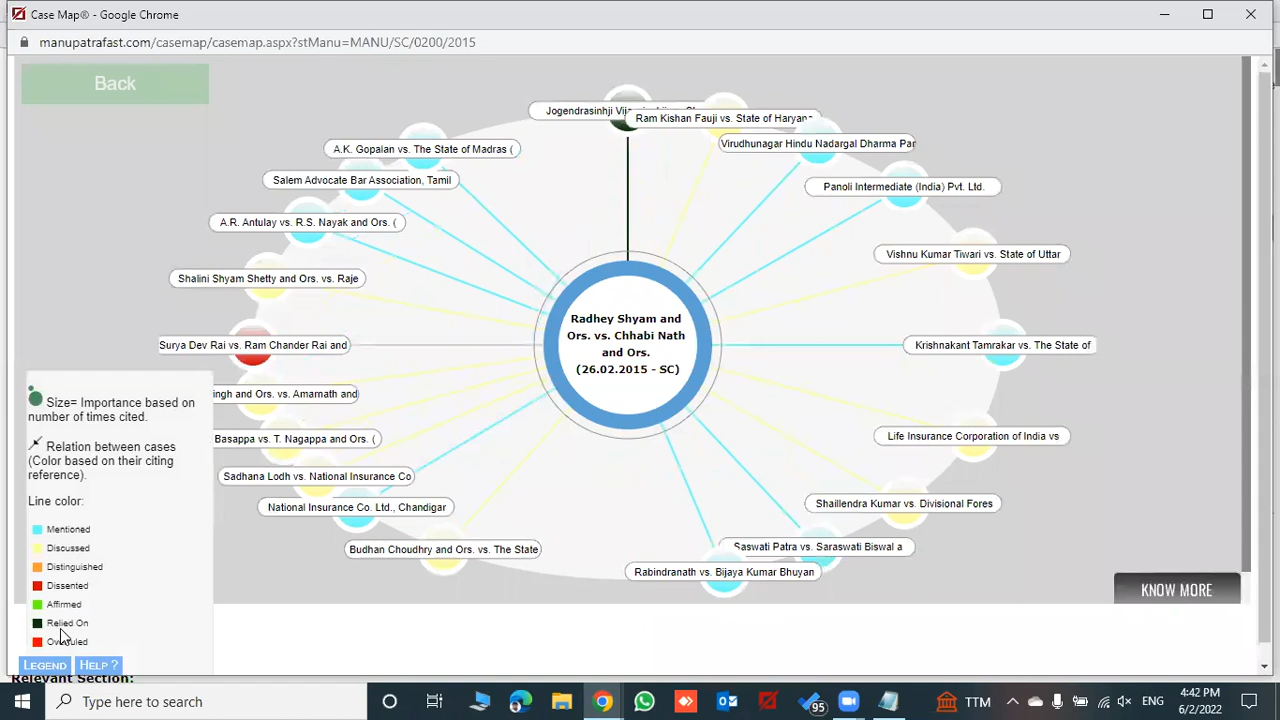 Case Map® - Google Chrome
manupatrafast.com/casemap/casemap.aspx?stManu=MANU/SC/0200/2015
Back
Jogendrasinhji
Ram Kishan Fauji vs. State of Haryana
A.K. Gopalan vs. The State of Madras (
Virudhunagar Hindu Nadargal Dharma Par
Salem Advocate Bar Association, Tamil
Panoli Intermediate (India) Pvt. Ltd.
A.R. Antulay vs. R.S. Nayak and Ors. (
Vishnu Kumar Tiwari vs. State of Uttar
Shalini Shyam Shetty and Ors. vs. Raje
Radhey Shyam and
Ors. vs. Chhabi Nath
and Ors.
(26.02.2015 - SC)
Surya Dev Rai vs. Ram Chander Rai and
Krishnakant Tamrakar vs. The State of
Singh and Ors. vs. Amarnath and
Basappa vs. T. Nagappa and Ors. (
Life Insurance Corporation of India vs
Sadhana Lodh vs. National Insurance Co
National Insurance Co. Ltd., Chandigar
Shaillendra Kumar vs. Divisional Fores
Budhan Choudhry and Ors. vs. The State
Saswati Patra vs. Saraswati Biswal a
Rabindranath vs. Bijaya Kumar Bhuyan
Size= Importance based on
number of times cited.
Relation between cases
(Color based on their citing
reference).
Line color:
Mentioned
Discussed
Distinguished
Dissented
Affirmed
Relied On
Overruled
LEGEND HELP ?
KNOW MORE
Relevant Section:
Type here to search
95
TTM
ENG
4:42 PM
6/2/2022